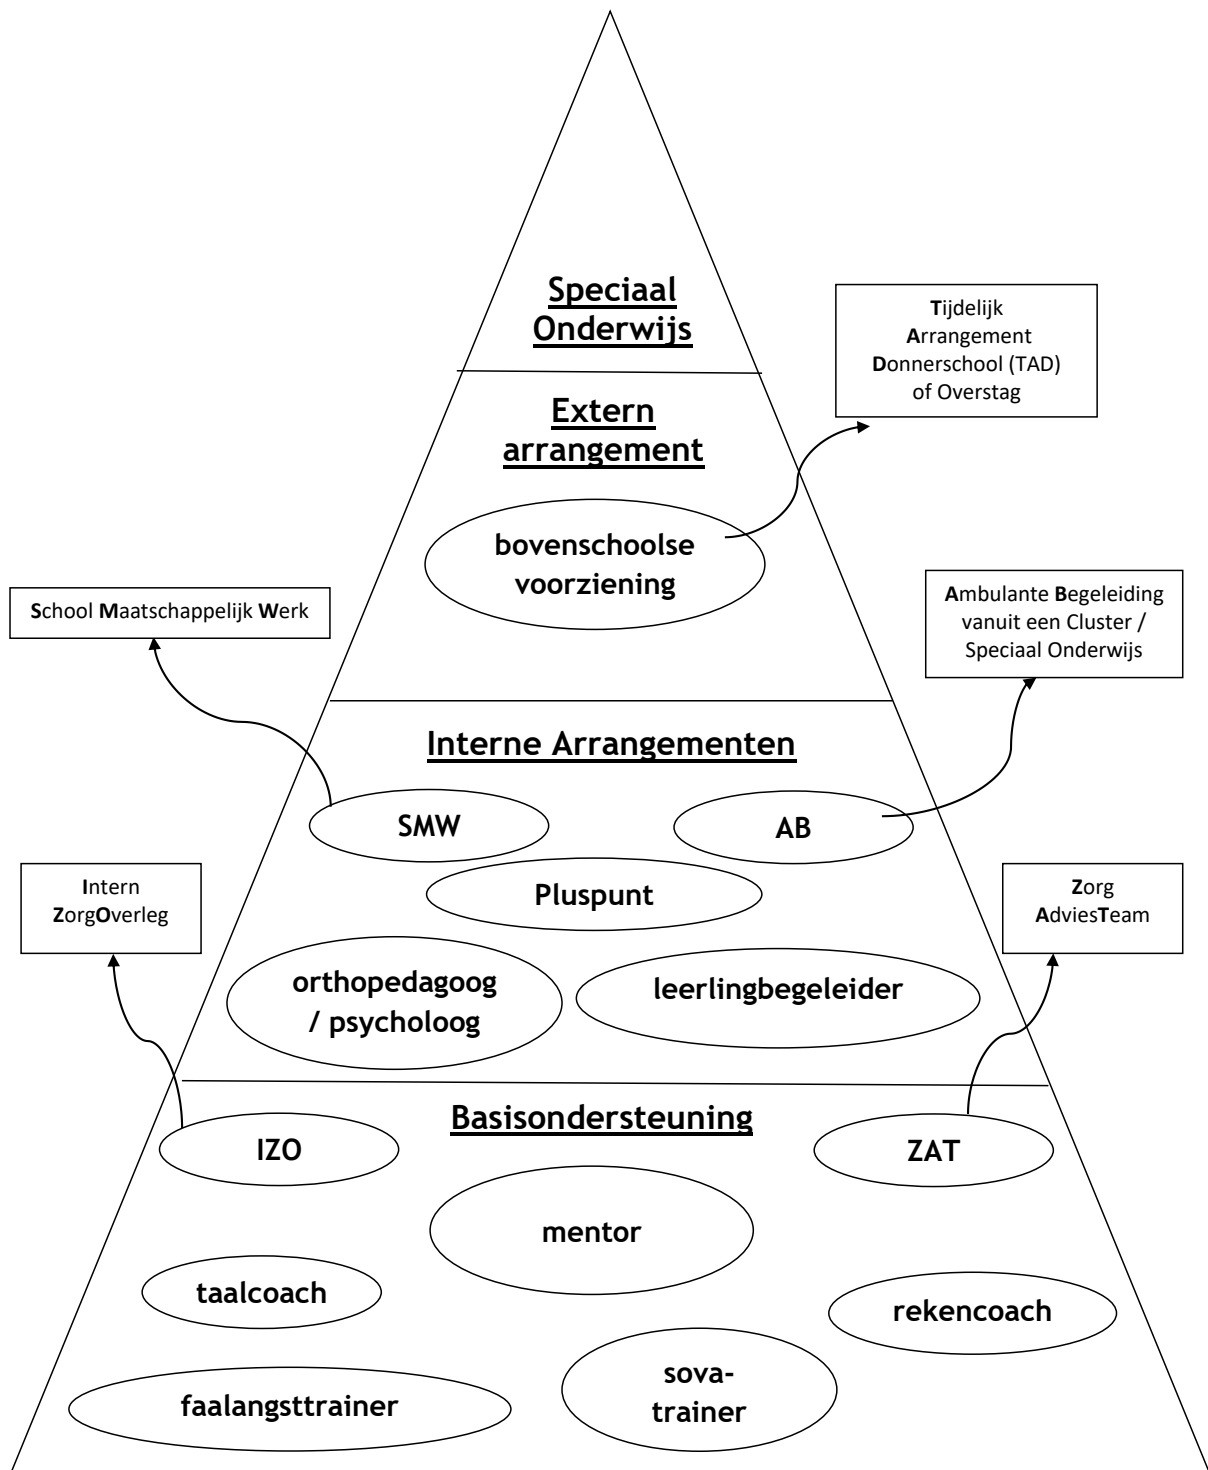 Speciaal
Onderwijs
Tijdelijk
Arrangement
Donnerschool (TAD)
of Overstag
Extern
arrangement
bovenschoolse
voorziening
School Maatschappelijk Werk
Ambulante Begeleiding
vanuit een Cluster /
Speciaal Onderwijs
Interne Arrangementen
SMW
AB
Pluspunt
Intern
ZorgOverleg
Zorg
AdviesTeam
orthopedagoog
/ psycholoog
leerlingbegeleider
Basisondersteuning
IZO
ZAT
mentor
taalcoach
rekencoach
faalangsttrainer
sova-
trainer